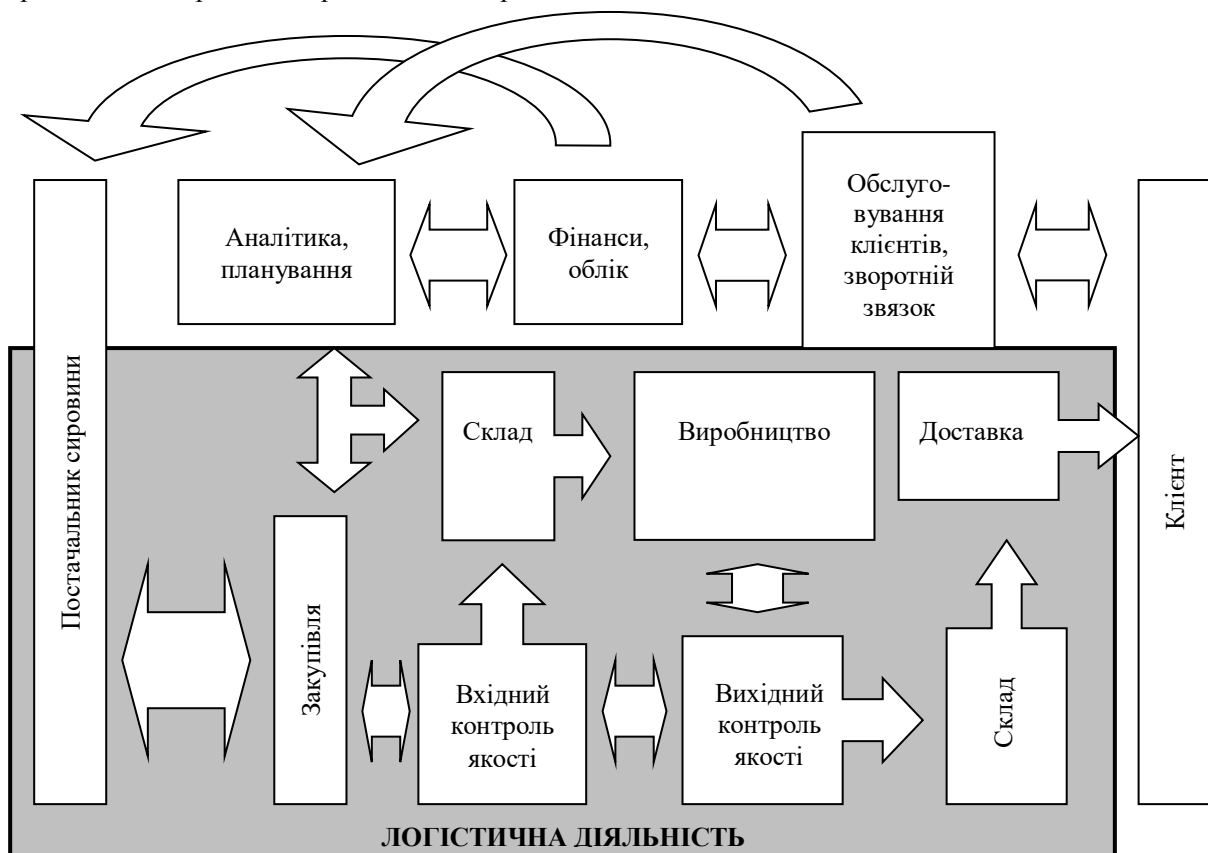 Обслуго-
вування
клієнтів,
зворотній
звязок
Аналітика,
планування
Фінанси,
облік
Постачальник сировини
Склад
Виробництво
Доставка
Клієнт
Закупівля
Вхідний
контроль
якості
Вихідний
контроль
якості
Склад
ЛОГІСТИЧНА ДІЯЛЬНІСТЬ